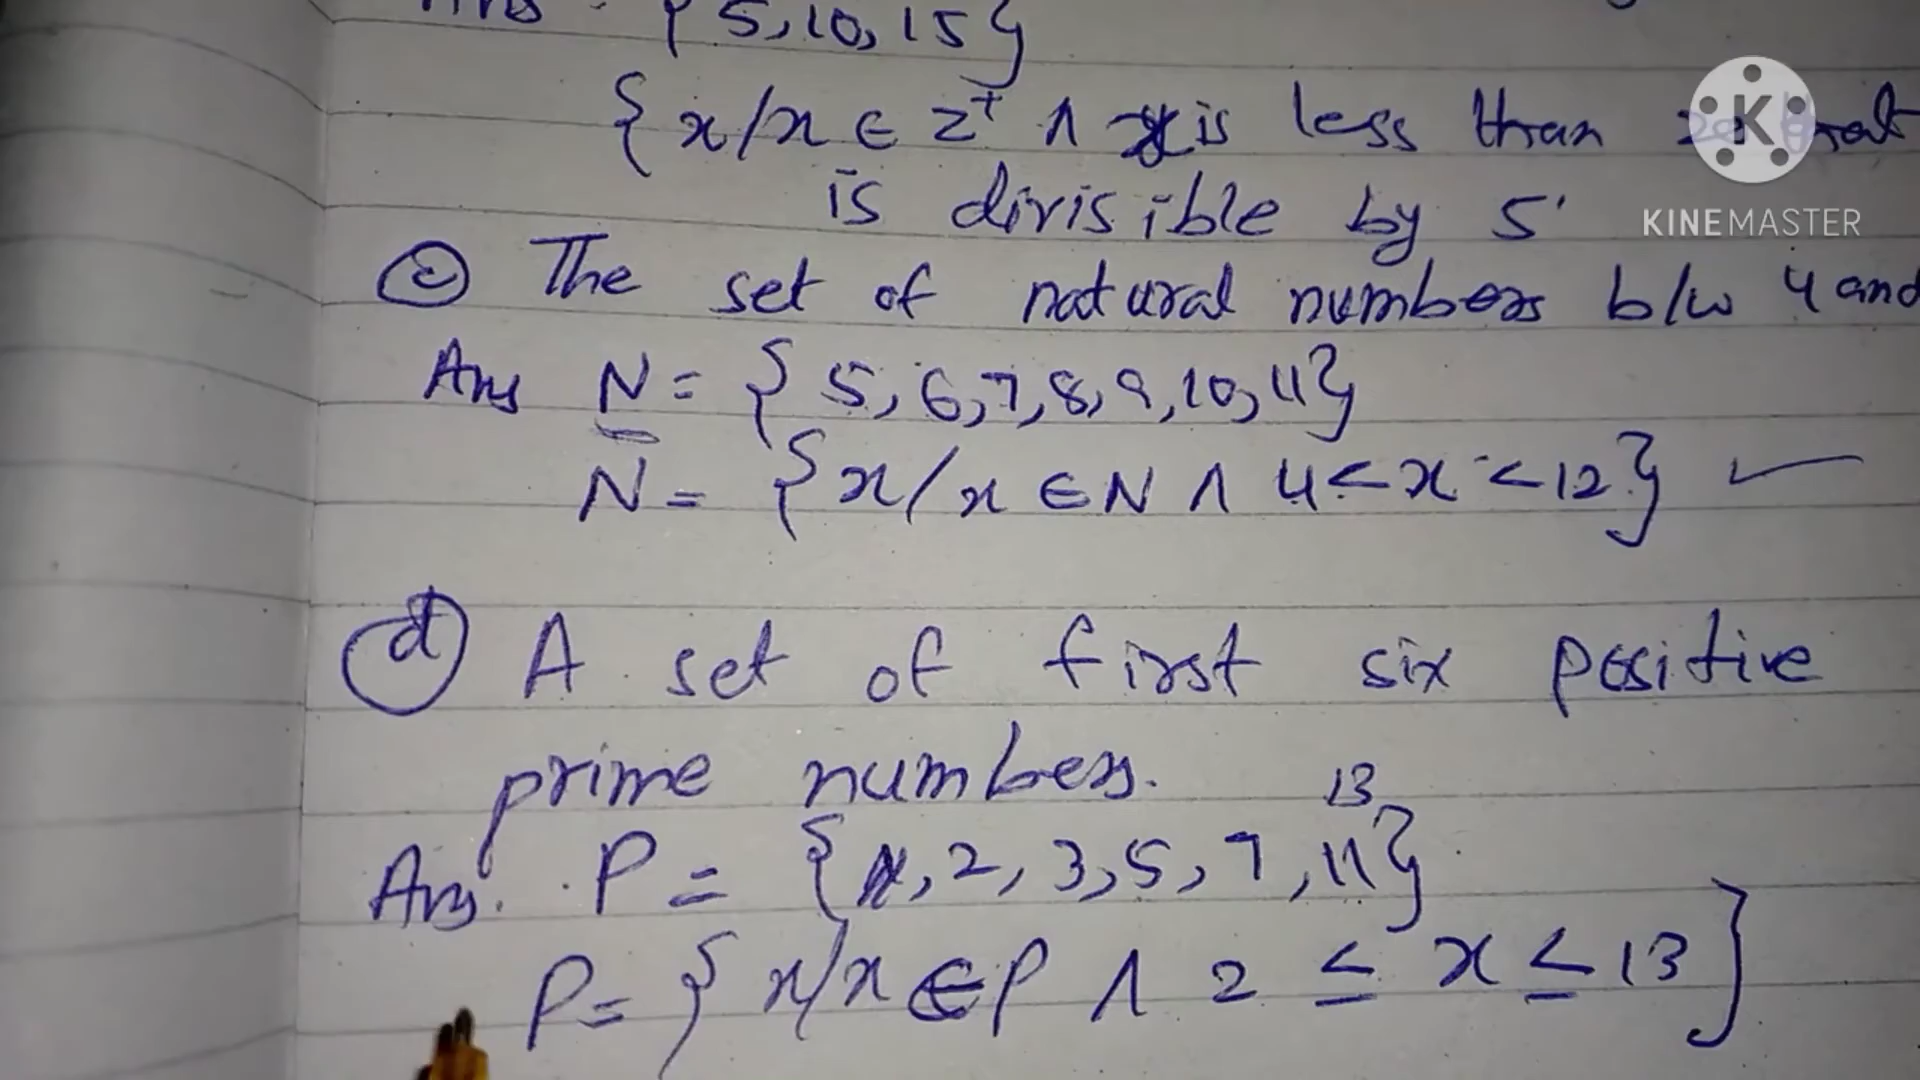 Ans. {5,10,15}
{x/x ∈ Z⁺ ∧ x is less than that
is divisible by 5
KINEMASTER
(c) The set of natural numbers b/w 4 and
Ans N = {5,6,7,8,9,10,11}
N = {x/x ∈ N ∧ 4<x<12}
(d) A set of first six positive
prime numbers.
13
Ans. P = {2,3,5,7,11}
P = {x/x ∈ P ∧ 2 ≤ x ≤ 13}